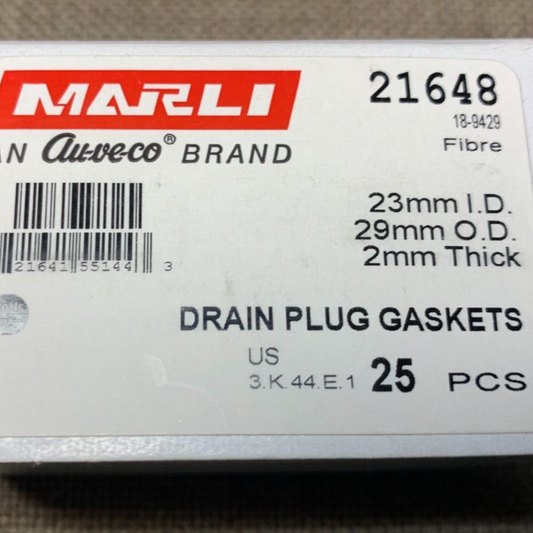 MARLI
AN Au-ve-co® BRAND
21648
18-9429
Fibre
23mm I.D.
29mm O.D.
2mm Thick
21641 55144 3
DRAIN PLUG GASKETS
US
3.K.44.E.1 25 PCS